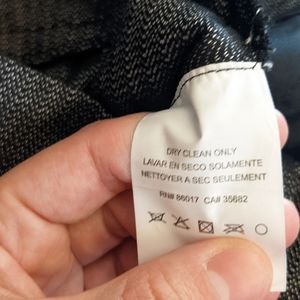 DRY CLEAN ONLY
LAVAR EN SECO SOLAMENTE
NETTOYER A SEC SEULEMENT
RN# 86017 CA# 35682